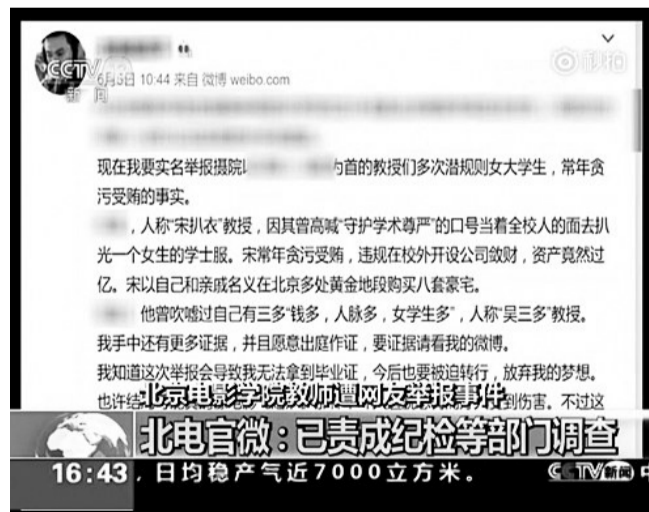 CCTV
新闻
6月6日 10:44 来自 微博 weibo.com
秒拍
现在我要实名举报摄院以 为首的教授们多次潜规则女大学生，常年贪
污受贿的事实。
，人称“宋扒衣”教授，因其曾高喊“守护学术尊严”的口号当着全校人的面去扒
光一个女生的学士服。宋常年贪污受贿，违规在校外开设公司敛财，资产竟然过
亿。宋以自己和亲戚名义在北京多处黄金地段购买八套豪宅。
他曾吹嘘过自己有三多“钱多，人脉多，女学生多”，人称“吴三多”教授。
我手中还有更多证据，并且愿意出庭作证，要证据请看我的微博。
我知道这次举报会导致我无法拿到毕业证，今后也要被迫转行，放弃我的梦想。
也许结 到伤害。不过这
北京电影学院教师遭网友举报事件
北电官微：已责成纪检等部门调查
16:43 ，日均稳产气近7000立方米。 CCTV新闻 中